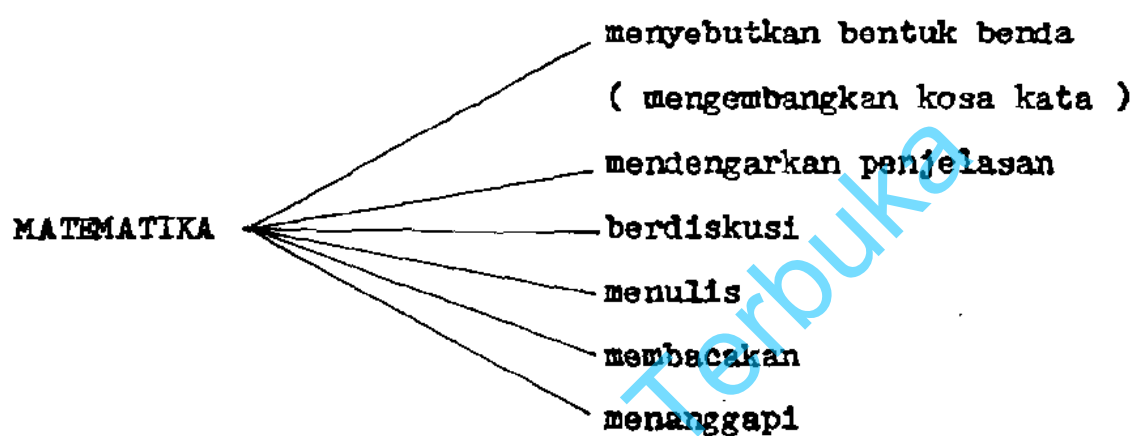 menyebutkan bentuk benda
( mengembangkan kosa kata )
mendengarkan penjelasan
MATEMATIKA
berdiskusi
menulis
membacakan
menanggapi
Terbuka